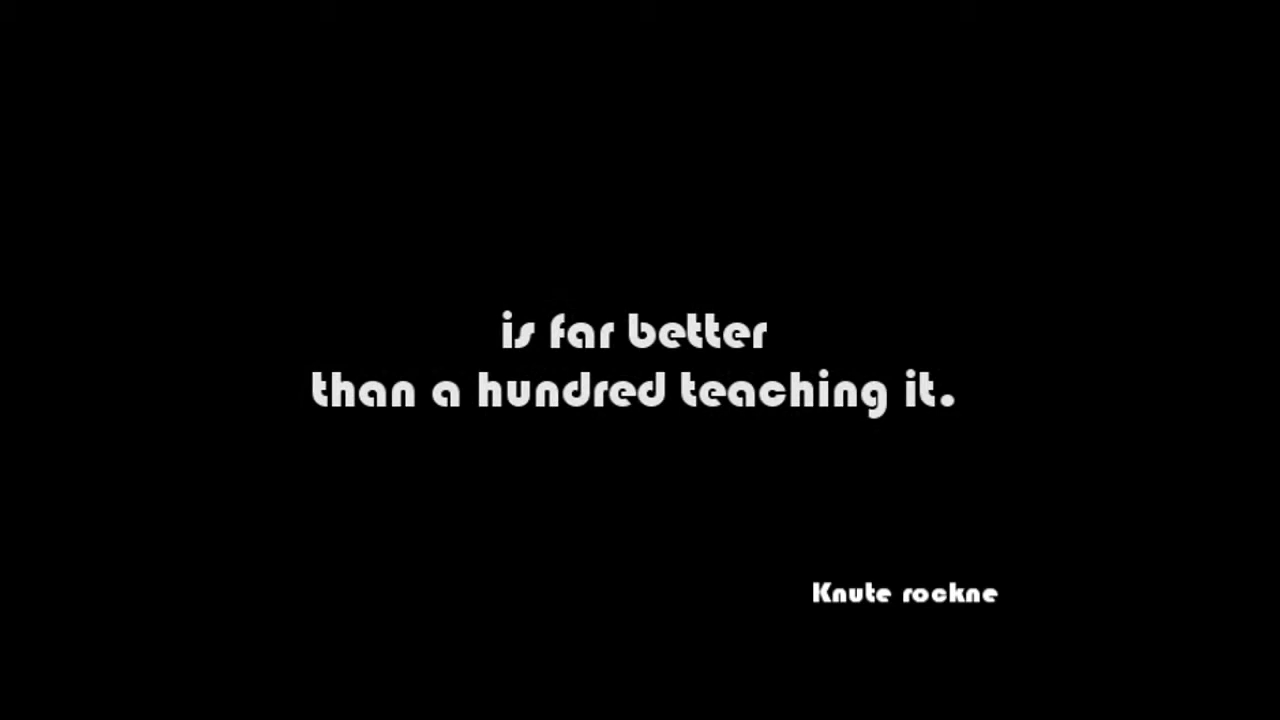 is far better
than a hundred teaching it.
Knute rockne